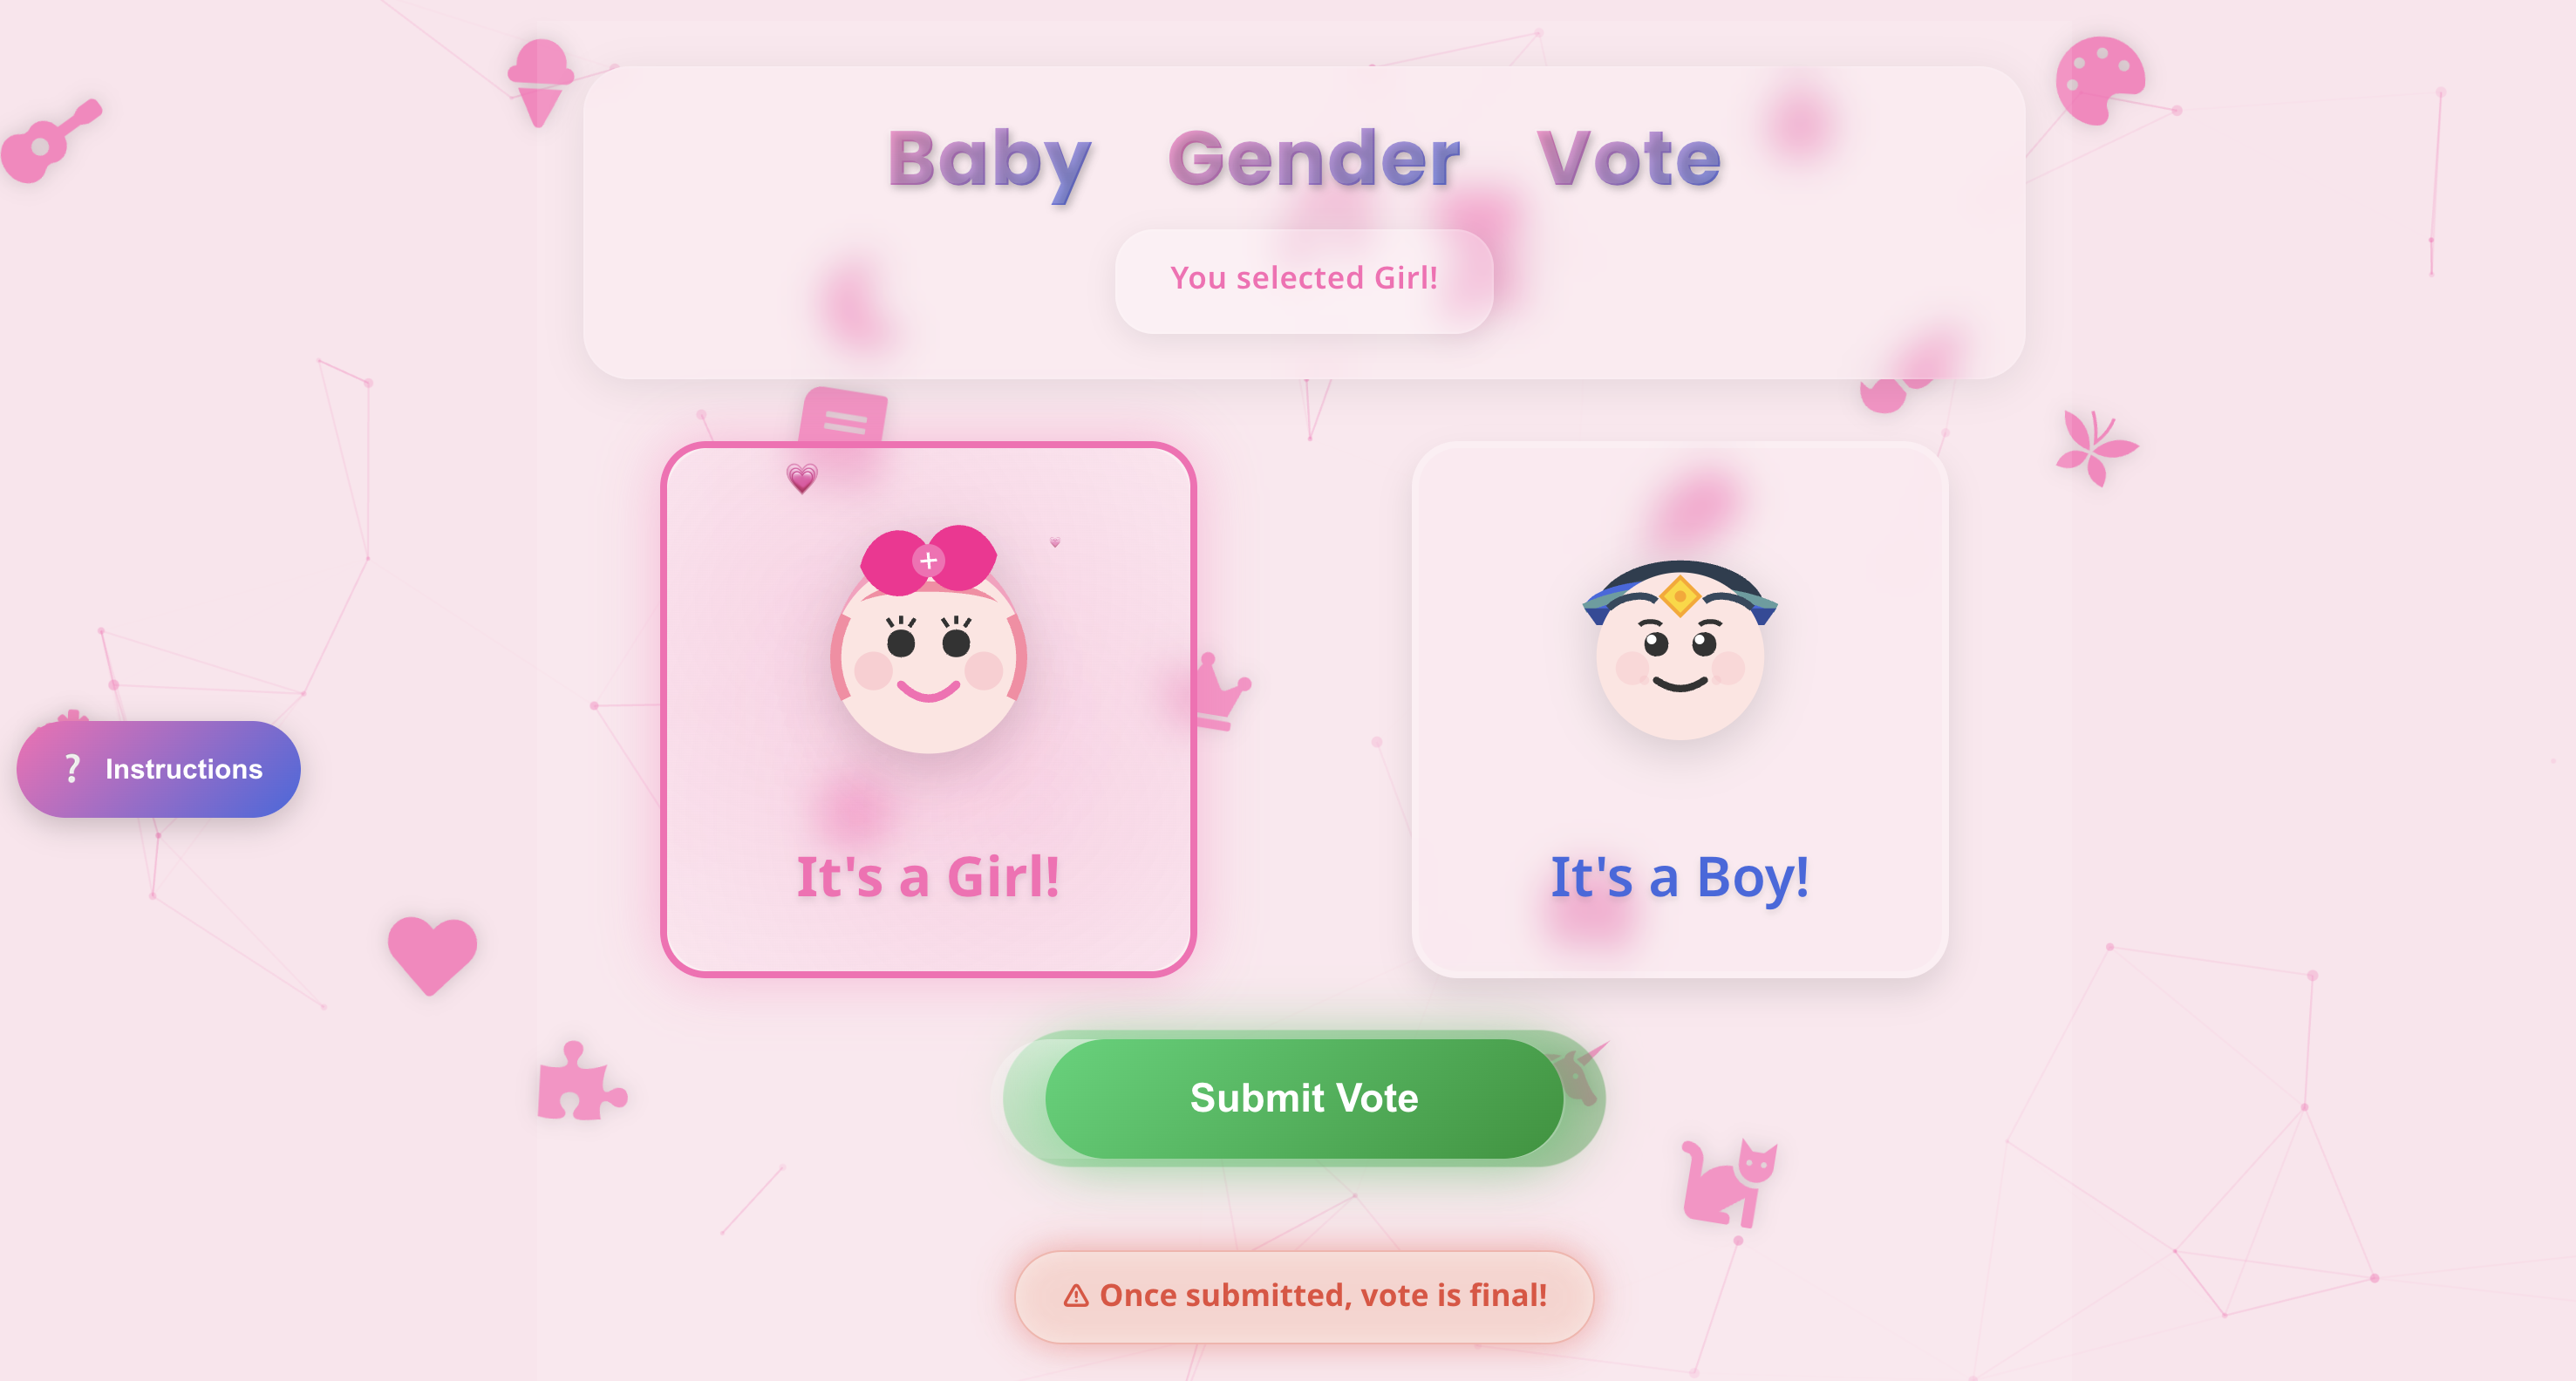 Baby Gender Vote
You selected Girl!
It's a Girl!
It's a Boy!
? Instructions
Submit Vote
⚠ Once submitted, vote is final!